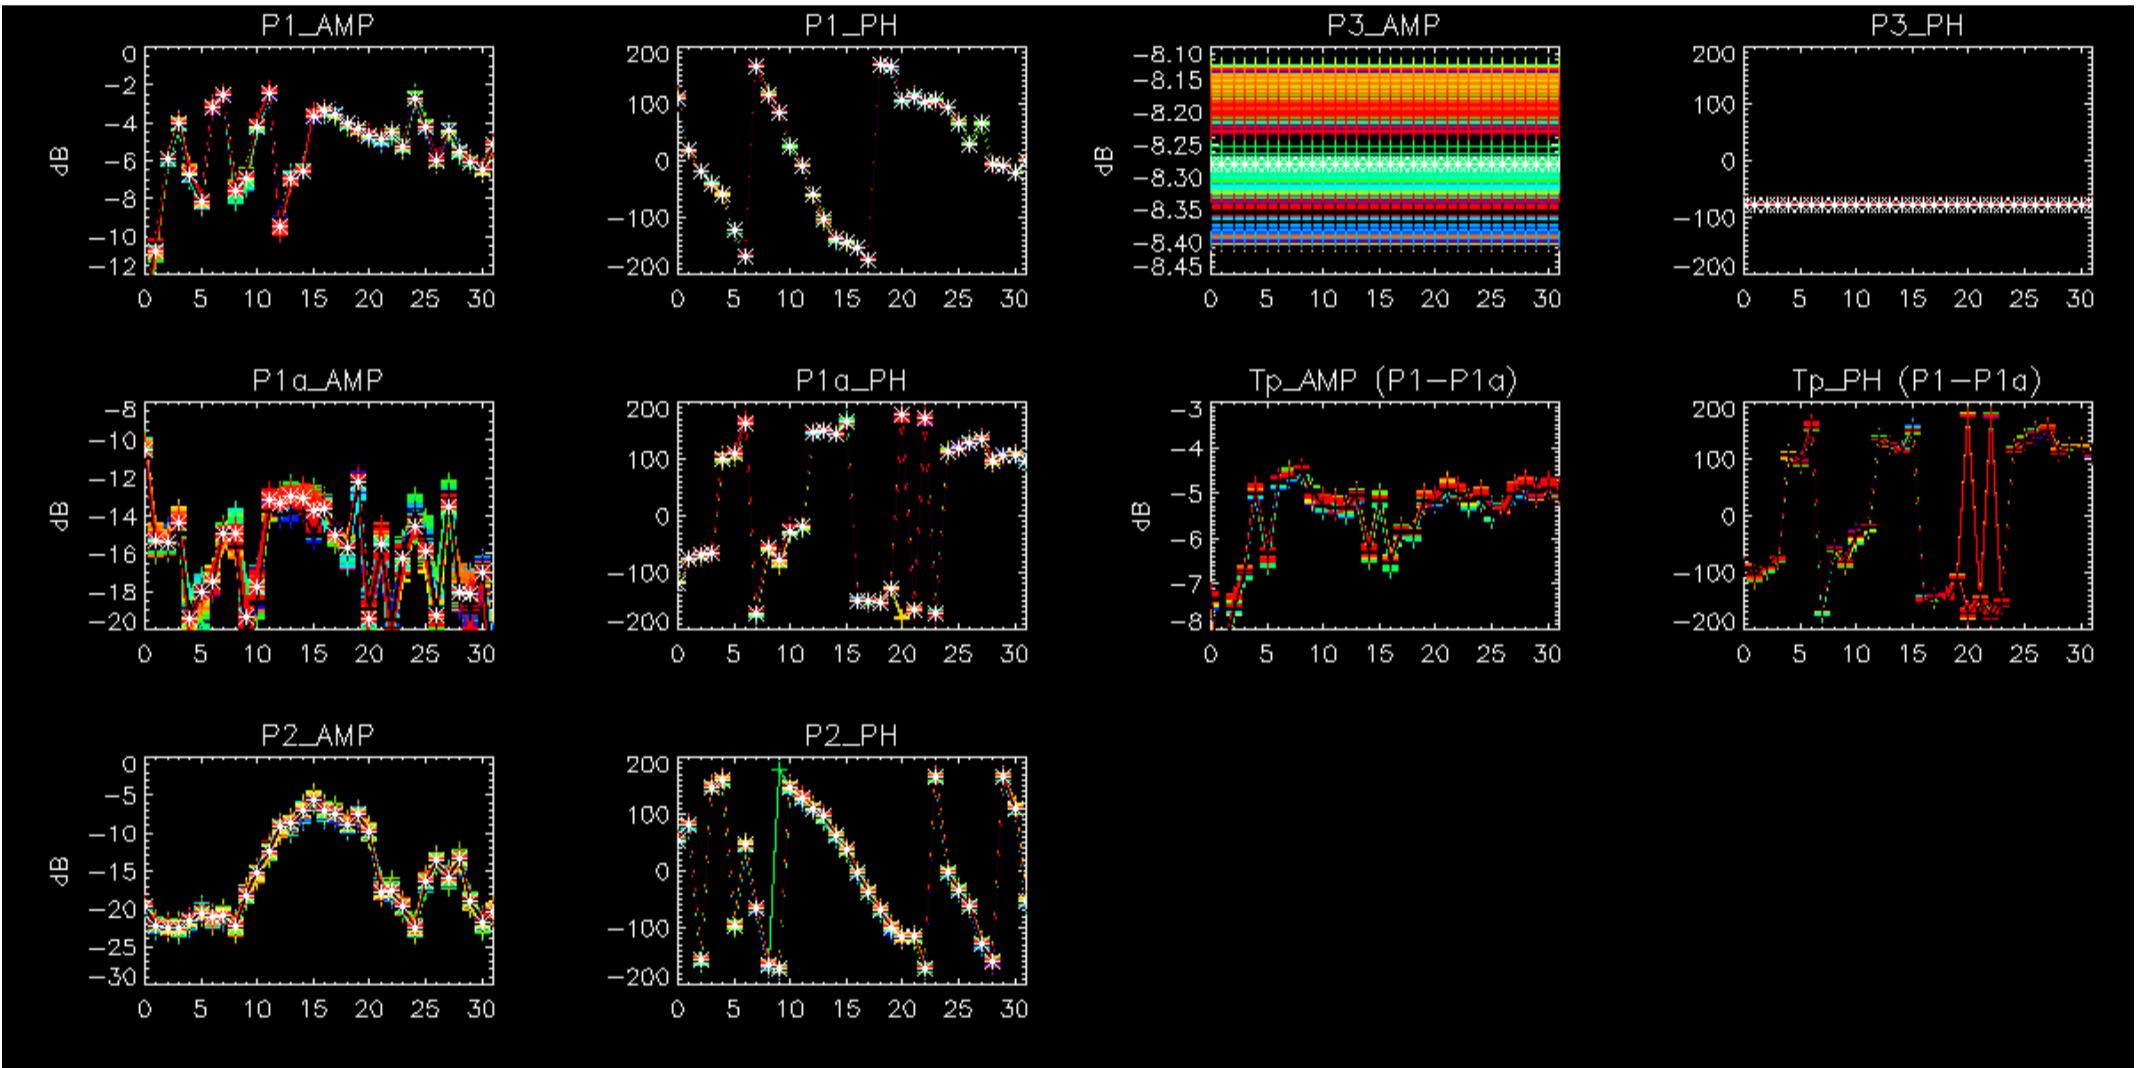 P1_AMP
P1_PH
P3_AMP
P3_PH
0
−2
−4
−6
−8
−10
−12
dB
0 5 10 15 20 25 30
200
100
0
−100
−200
0 5 10 15 20 25 30
−8.10
−8.15
−8.20
−8.25
−8.30
−8.35
−8.40
−8.45
dB
0 5 10 15 20 25 30
200
100
0
−100
−200
0 5 10 15 20 25 30
P1a_AMP
P1a_PH
Tp_AMP (P1−P1a)
Tp_PH (P1−P1a)
−8
−10
−12
−14
−16
−18
−20
dB
0 5 10 15 20 25 30
200
100
0
−100
−200
0 5 10 15 20 25 30
−3
−4
−5
−6
−7
−8
dB
0 5 10 15 20 25 30
200
100
0
−100
−200
0 5 10 15 20 25 30
P2_AMP
P2_PH
0
−5
−10
−15
−20
−25
−30
dB
0 5 10 15 20 25 30
200
100
0
−100
−200
0 5 10 15 20 25 30